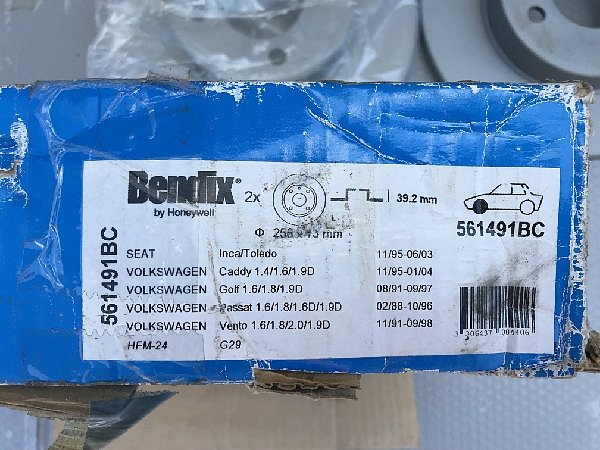 Bendix®
by Honeywell
2x
39.2 mm
Φ 256 x 13 mm
561491BC
561491BC
SEAT Inca/Toledo 11/95-06/03
VOLKSWAGEN Caddy 1.4/1.6/1.9D 11/95-01/04
VOLKSWAGEN Golf 1.6/1.8/1.9D 08/91-09/97
VOLKSWAGEN Passat 1.6/1.8/1.6D/1.9D 02/88-10/96
VOLKSWAGEN Vento 1.6/1.8/2.0/1.9D 11/91-09/98
HFM-24 G29